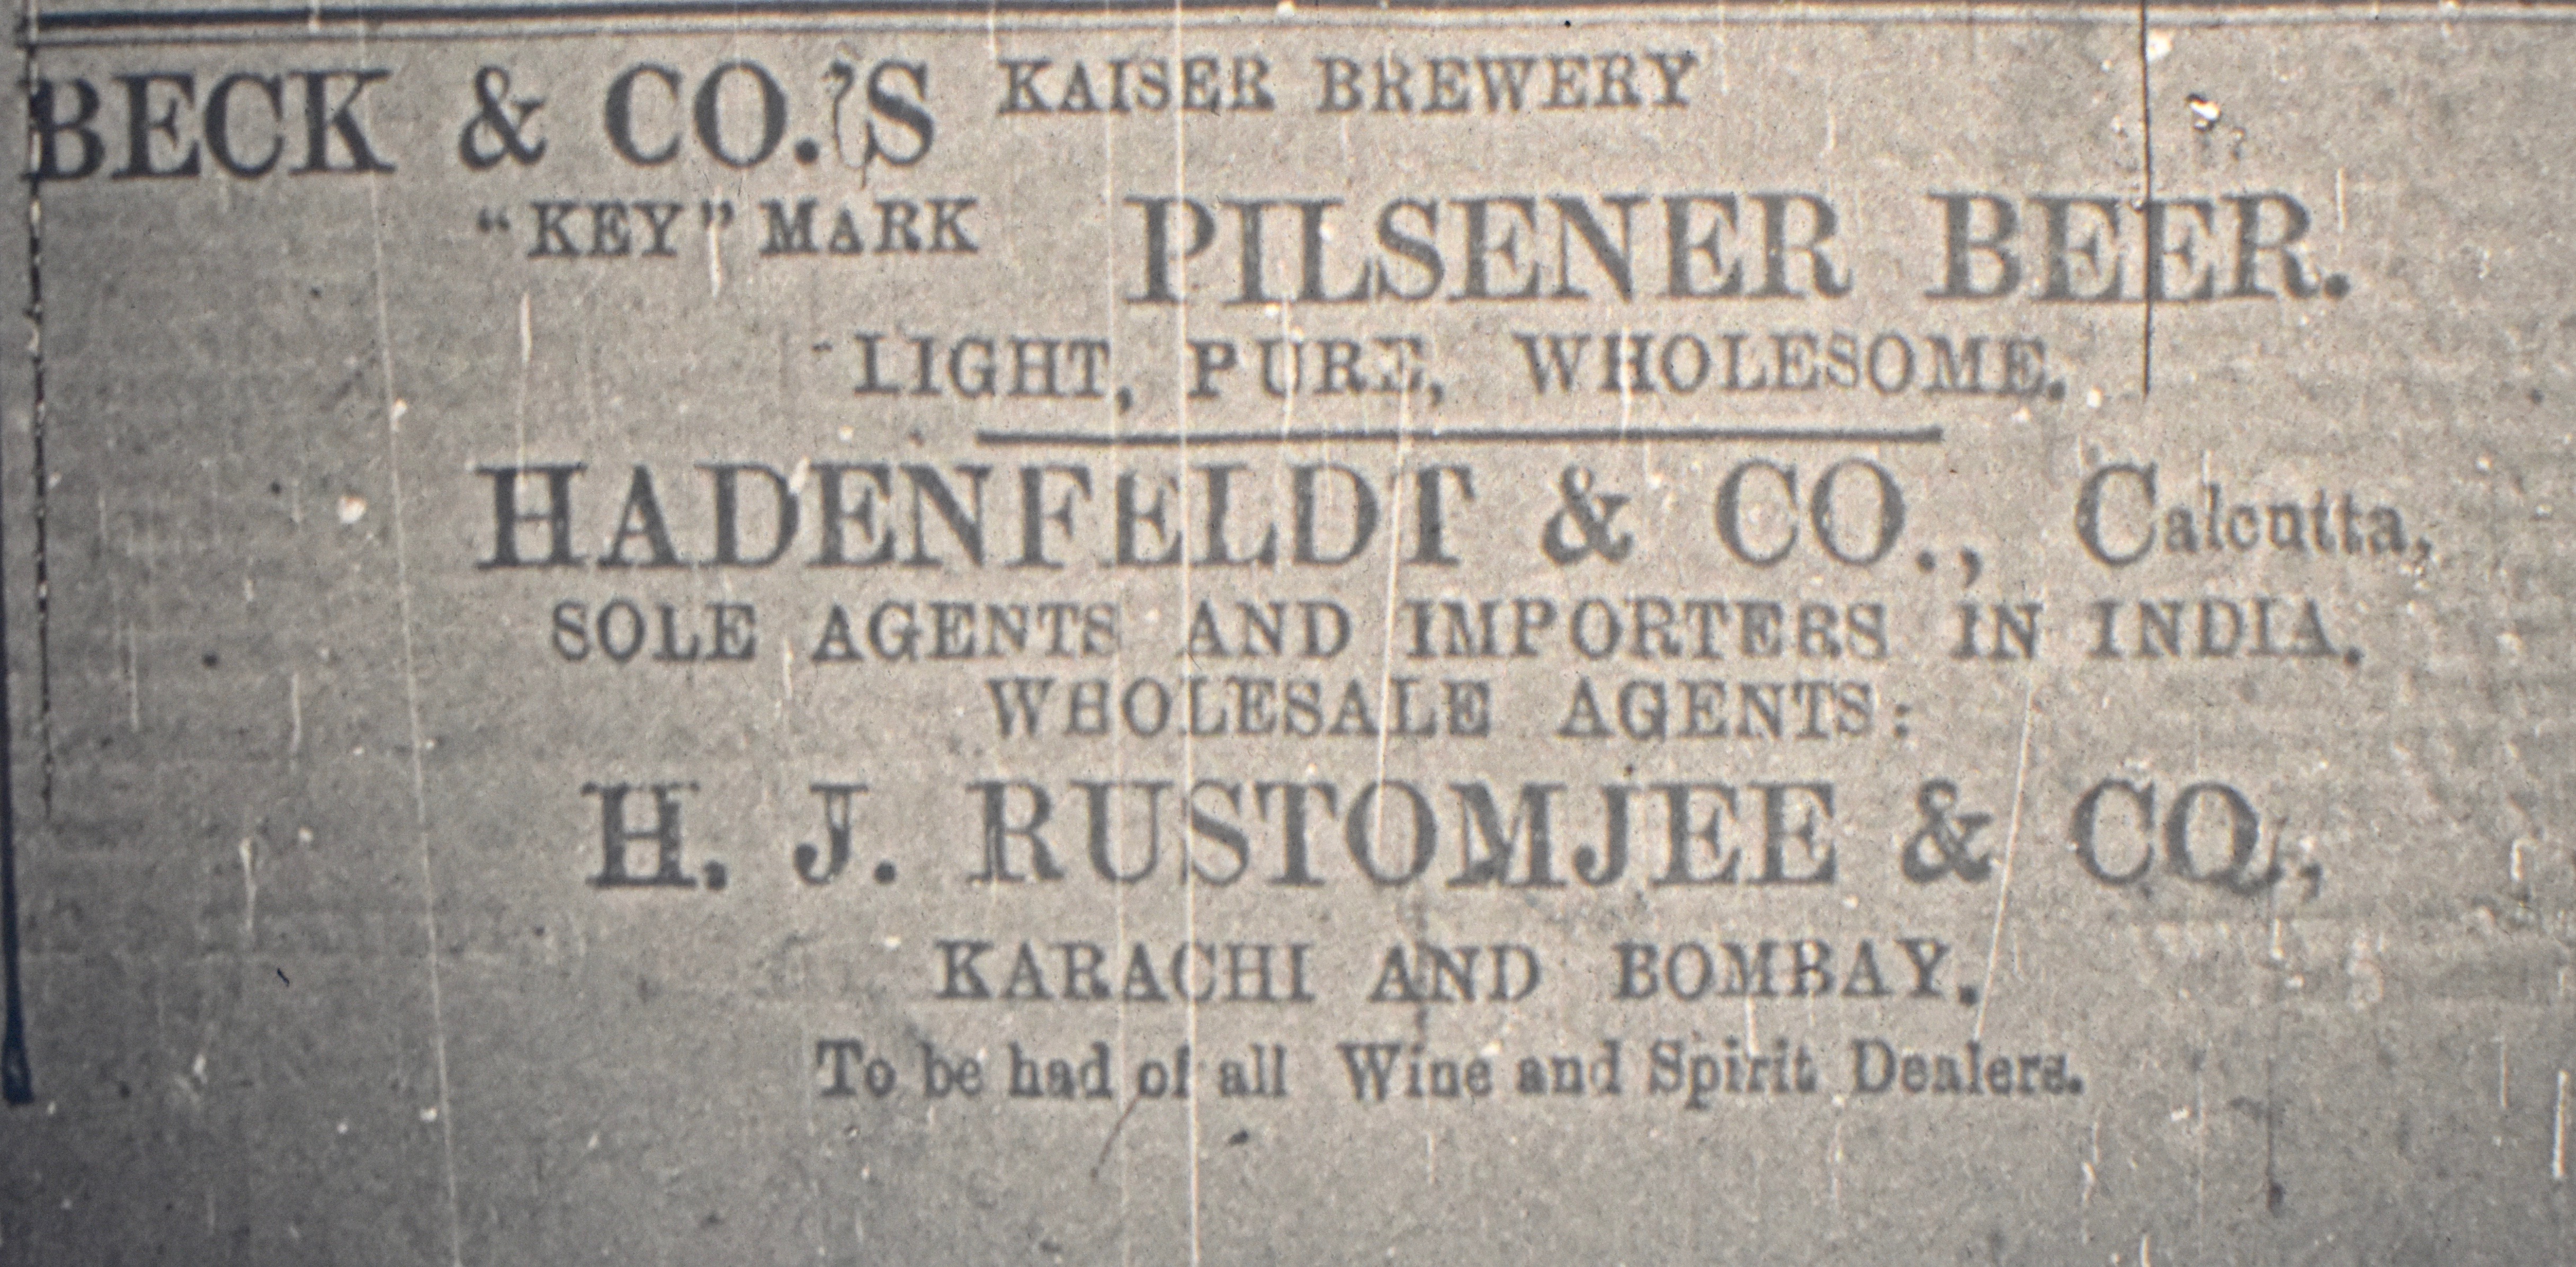 BECK & CO.'S KAISER BREWERY
"KEY" MARK PILSENER BEER.
LIGHT, PURE, WHOLESOME.
HADENFELDT & CO., Calcutta,
SOLE AGENTS AND IMPORTERS IN INDIA.
WHOLESALE AGENTS:
H. J. RUSTOMJEE & CO.,
KARACHI AND BOMBAY.
To be had of all Wine and Spirit Dealers.